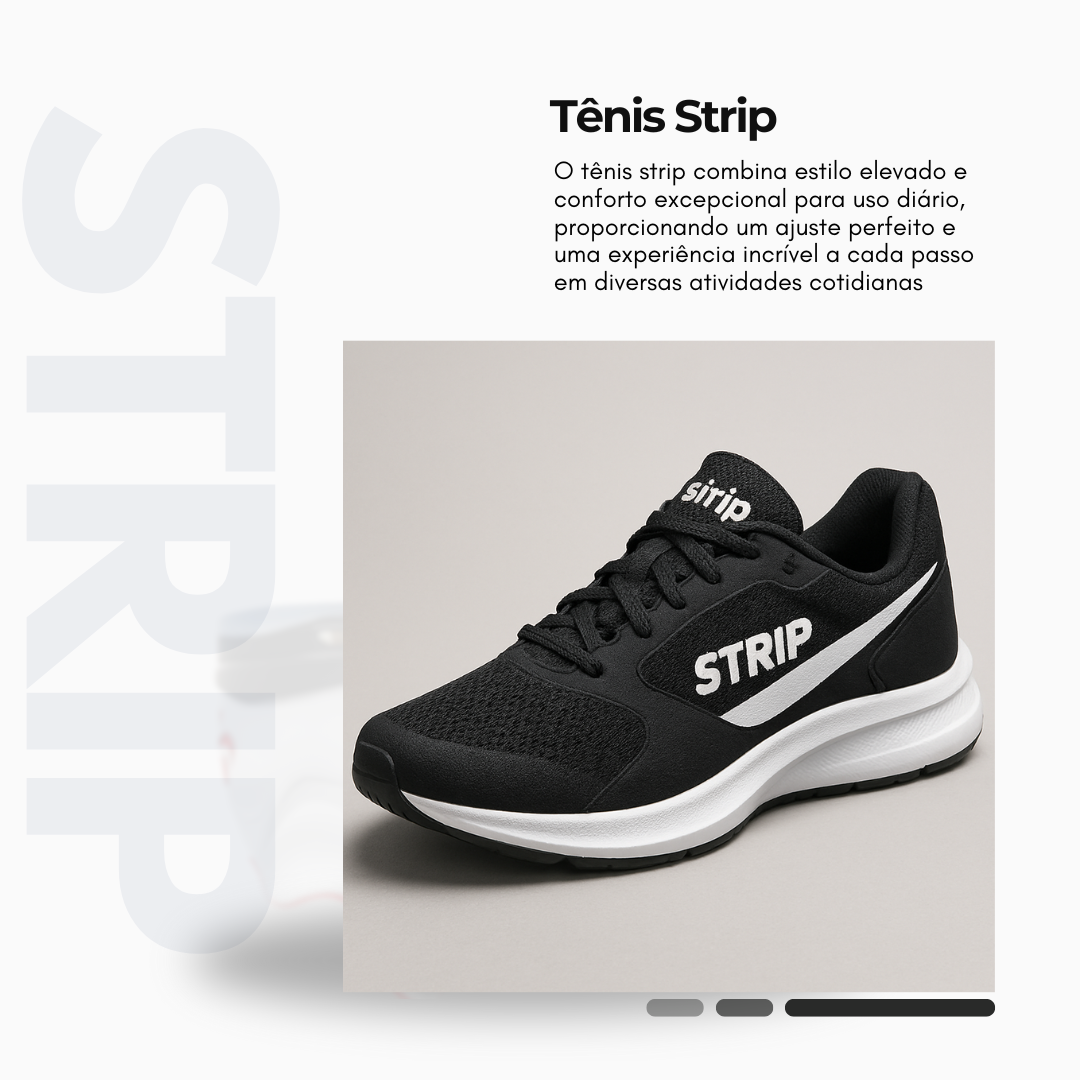 STRIP
Tênis Strip
O tênis strip combina estilo elevado e
conforto excepcional para uso diário,
proporcionando um ajuste perfeito e
uma experiência incrível a cada passo
em diversas atividades cotidianas
sirip
STRIP